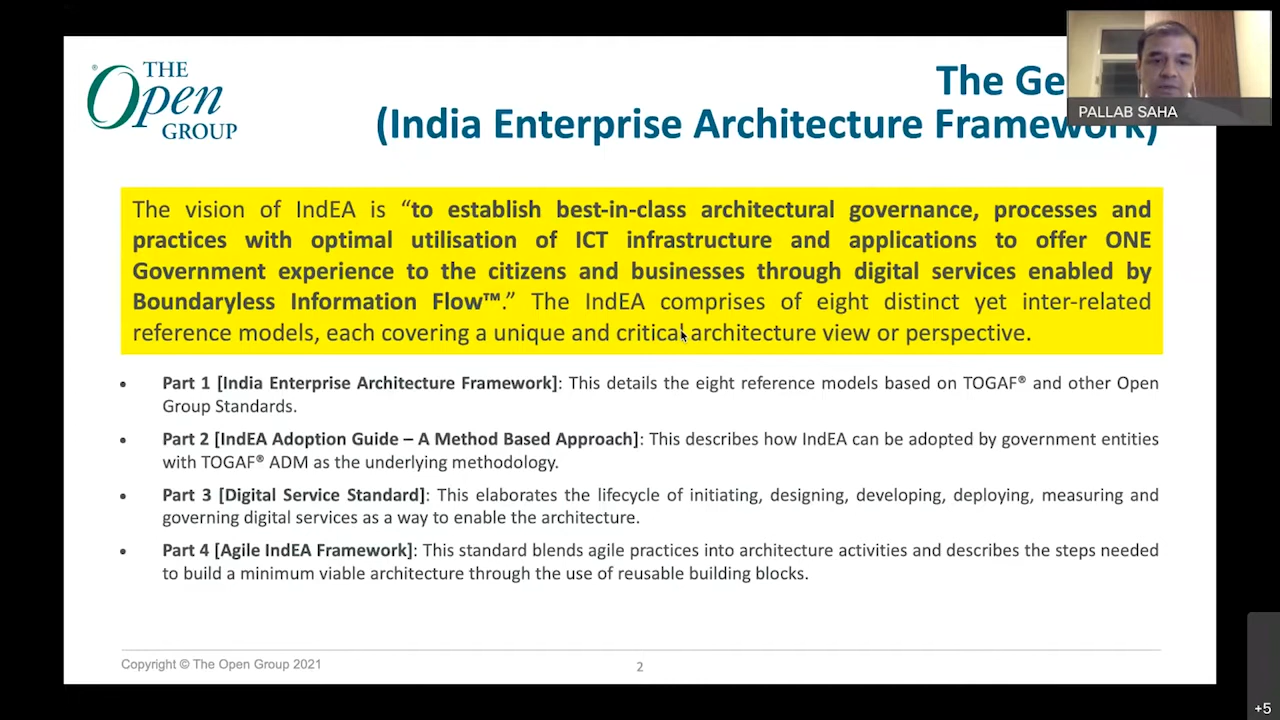 ® THE
Open
GROUP
The Ge
(India Enterprise Architecture Framework)
PALLAB SAHA
The vision of IndEA is “to establish best-in-class architectural governance, processes and
practices with optimal utilisation of ICT infrastructure and applications to offer ONE
Government experience to the citizens and businesses through digital services enabled by
Boundaryless Information Flow™.” The IndEA comprises of eight distinct yet inter-related
reference models, each covering a unique and critical architecture view or perspective.
• Part 1 [India Enterprise Architecture Framework]: This details the eight reference models based on TOGAF® and other Open
Group Standards.
• Part 2 [IndEA Adoption Guide – A Method Based Approach]: This describes how IndEA can be adopted by government entities
with TOGAF® ADM as the underlying methodology.
• Part 3 [Digital Service Standard]: This elaborates the lifecycle of initiating, designing, developing, deploying, measuring and
governing digital services as a way to enable the architecture.
• Part 4 [Agile IndEA Framework]: This standard blends agile practices into architecture activities and describes the steps needed
to build a minimum viable architecture through the use of reusable building blocks.
Copyright © The Open Group 2021
2
+5